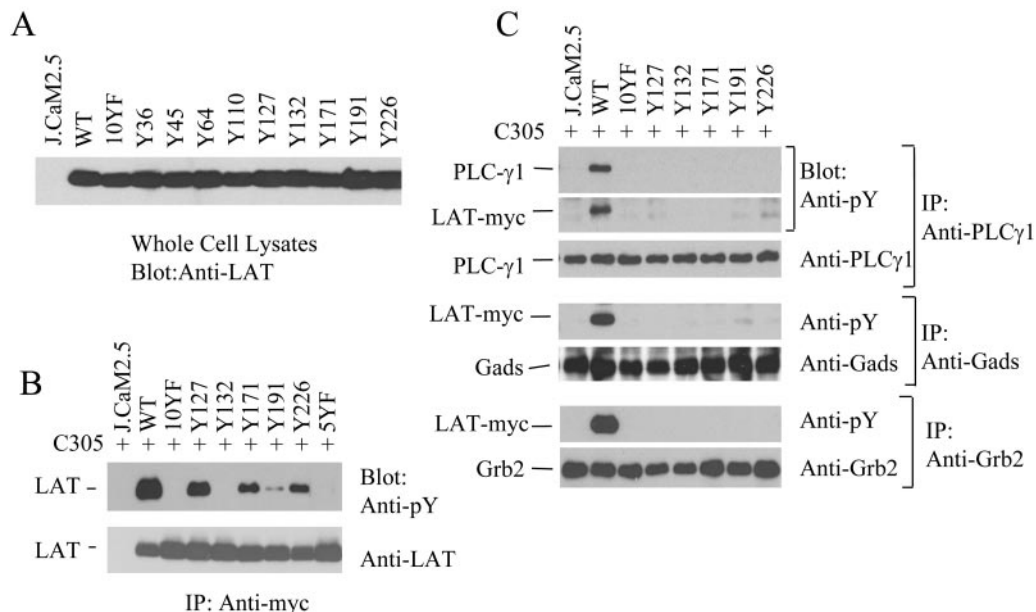 A
J.CaM2.5
WT
10YF
Y36
Y45
Y64
Y110
Y127
Y132
Y171
Y191
Y226
Whole Cell Lysates
Blot:Anti-LAT
B
J.CaM2.5
WT
10YF
Y127
Y132
Y171
Y191
Y226
5YF
C305 + + + + + + + + +
LAT – Blot:
Anti-pY
LAT – Anti-LAT
IP: Anti-myc
C
J.CaM2.5
WT
10YF
Y127
Y132
Y171
Y191
Y226
C305 + + + + + + + +
PLC-γ1 Blot:
Anti-pY
LAT-myc
PLC-γ1 Anti-PLCγ1
IP:
Anti-PLCγ1
LAT-myc Anti-pY
Gads Anti-Gads
IP:
Anti-Gads
LAT-myc Anti-pY
Grb2 Anti-Grb2
IP:
Anti-Grb2